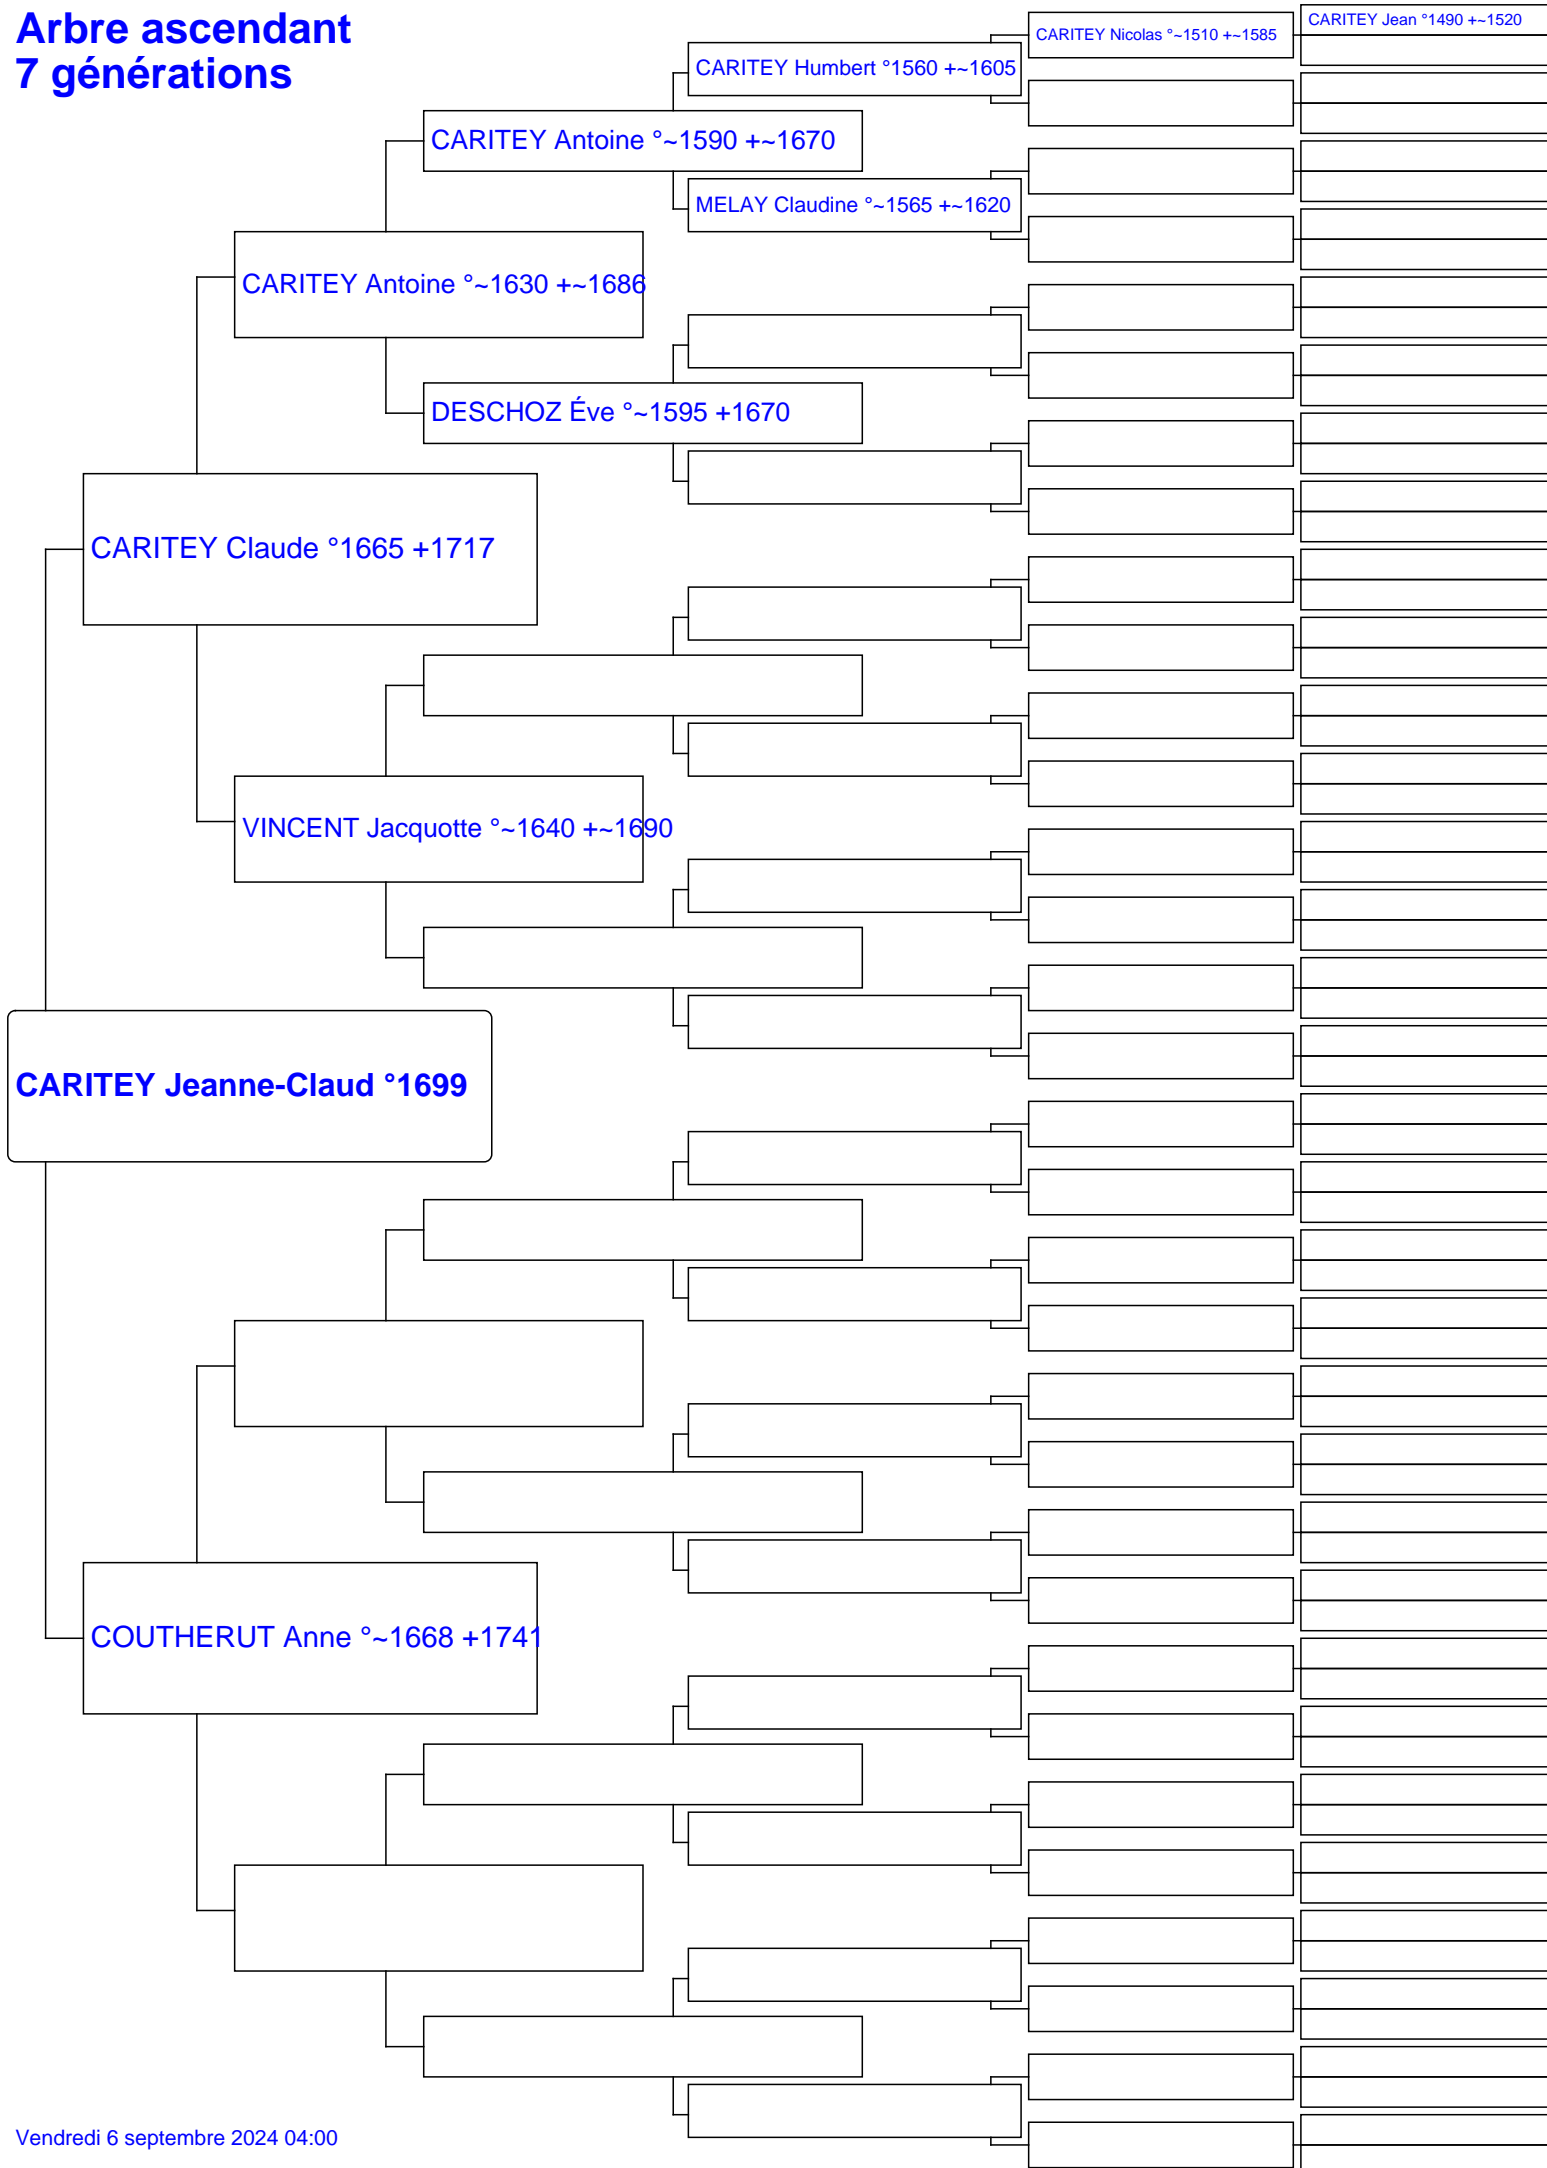 Arbre ascendant
7 générations
CARITEY Jean °1490 +~1520
CARITEY Nicolas °~1510 +~1585
CARITEY Humbert °1560 +~1605
CARITEY Antoine °~1590 +~1670
MELAY Claudine °~1565 +~1620
CARITEY Antoine °~1630 +~1686
DESCHOZ Éve °~1595 +1670
CARITEY Claude °1665 +1717
VINCENT Jacquotte °~1640 +~1690
CARITEY Jeanne-Claud °1699
COUTHERUT Anne °~1668 +1741
Vendredi 6 septembre 2024 04:00